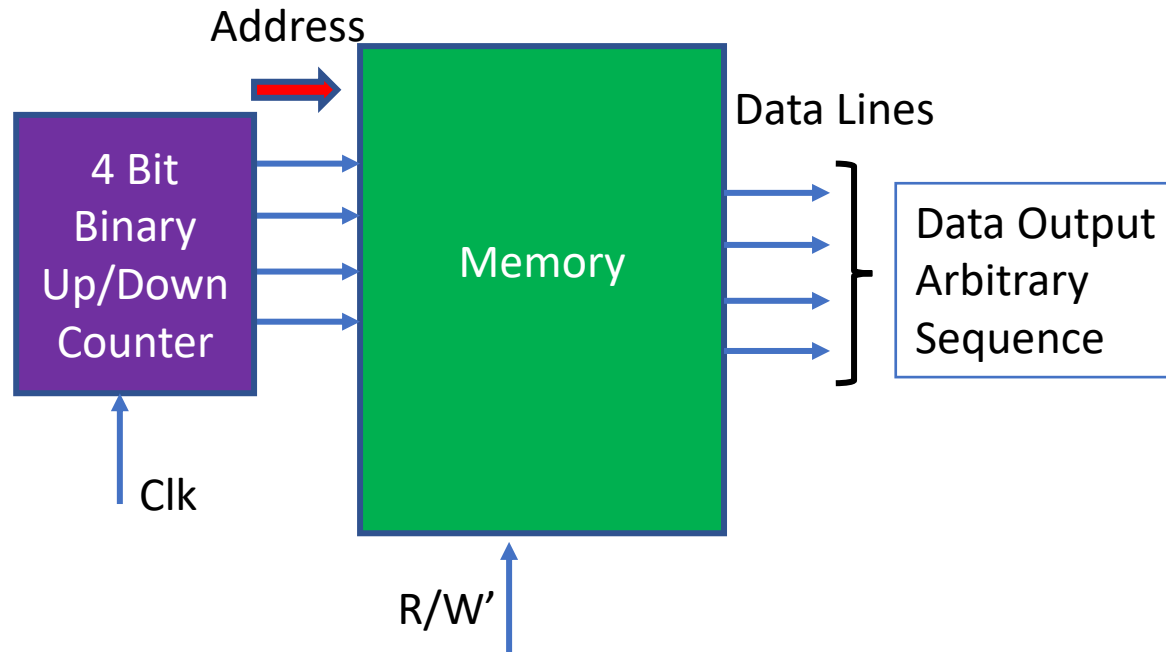 Address
4 Bit
Binary
Up/Down
Counter
Clk
Memory
R/W’
Data Lines
Data Output
Arbitrary
Sequence